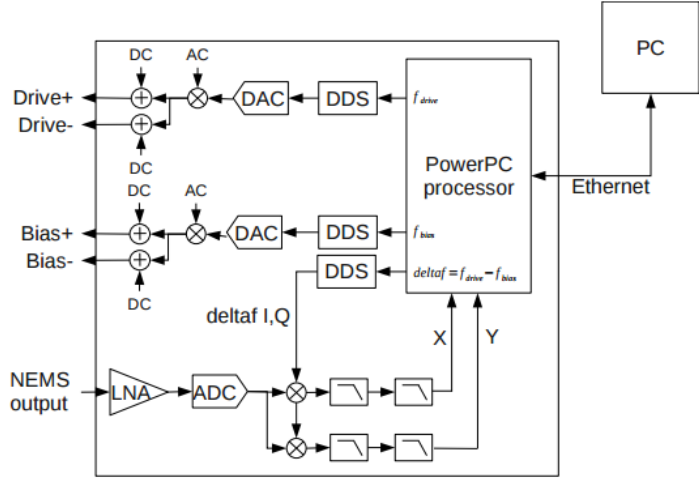 DC
AC
PC
Drive+
DAC
DDS
f drive
Drive-
DC
PowerPC
processor
Ethernet
DC
AC
Bias+
DAC
DDS
f bias
Bias-
DDS
deltaf = f drive − f bias
DC
deltaf I,Q
X
Y
NEMS
output
LNA
ADC